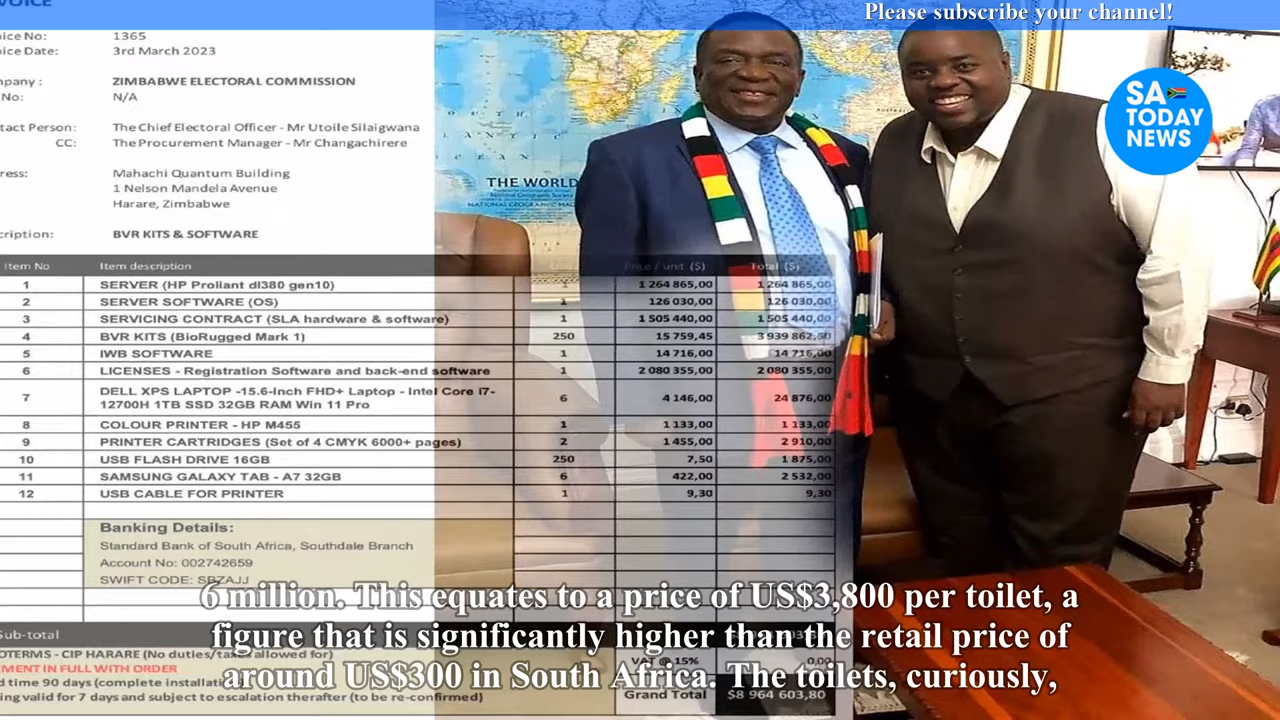 Please subscribe your channel!
SA
TODAY
NEWS
VOICE
oice No: 1365
oice Date: 3rd March 2023
mpany : ZIMBABWE ELECTORAL COMMISSION
No: N/A
tact Person: The Chief Electoral Officer - Mr Utoile Silaigwana
CC: The Procurement Manager - Mr Changachirere
ress: Mahachi Quantum Building
1 Nelson Mandela Avenue
Harare, Zimbabwe
cription: BVR KITS & SOFTWARE
THE WORLD
Item No Item description Price / unit ($) Total ($)
1 SERVER (HP Proliant dl380 gen10) 1 1 264 865,00 1 264 865,00
2 SERVER SOFTWARE (OS) 1 126 030,00 126 030,00
3 SERVICING CONTRACT (SLA hardware & software) 1 1 505 440,00 1 505 440,00
4 BVR KITS (BioRugged Mark 1) 250 15 759,45 3 939 862,50
5 IWB SOFTWARE 1 14 716,00 14 716,00
6 LICENSES - Registration Software and back-end software 1 2 080 355,00 2 080 355,00
7 DELL XPS LAPTOP -15.6-inch FHD+ Laptop - Intel Core i7-
12700H 1TB SSD 32GB RAM Win 11 Pro 6 4 146,00 24 876,00
8 COLOUR PRINTER - HP M455 1 1 133,00 1 133,00
9 PRINTER CARTRIDGES (Set of 4 CMYK 6000+ pages) 2 1 455,00 2 910,00
10 USB FLASH DRIVE 16GB 250 7,50 1 875,00
11 SAMSUNG GALAXY TAB - A7 32GB 6 422,00 2 532,00
12 USB CABLE FOR PRINTER 1 9,30 9,30
Banking Details:
Standard Bank of South Africa, Southdale Branch
Account No: 002742659
SWIFT CODE: SBZAJJ
Sub-total
OTERMS - CIP HARARE (No duties/taxes allowed for)
MENT IN FULL WITH ORDER
VAT @ 15% 0,00
d time 90 days (complete installati
ing valid for 7 days and subject to escalation therafter (to be re-confirmed)
Grand Total $8 964 603,80
6 million. This equates to a price of US$3,800 per toilet, a
figure that is significantly higher than the retail price of
around US$300 in South Africa. The toilets, curiously,